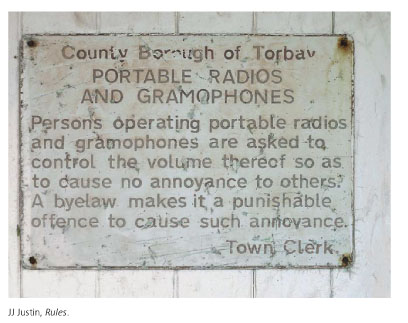 County Borough of Torbay
PORTABLE RADIOS
AND GRAMOPHONES
Persons operating portable radios
and gramophones are asked to
control the volume thereof so as
to cause no annoyance to others.
A byelaw makes it a punishable
offence to cause such annoyance.
Town Clerk
JJ Justin, Rules.